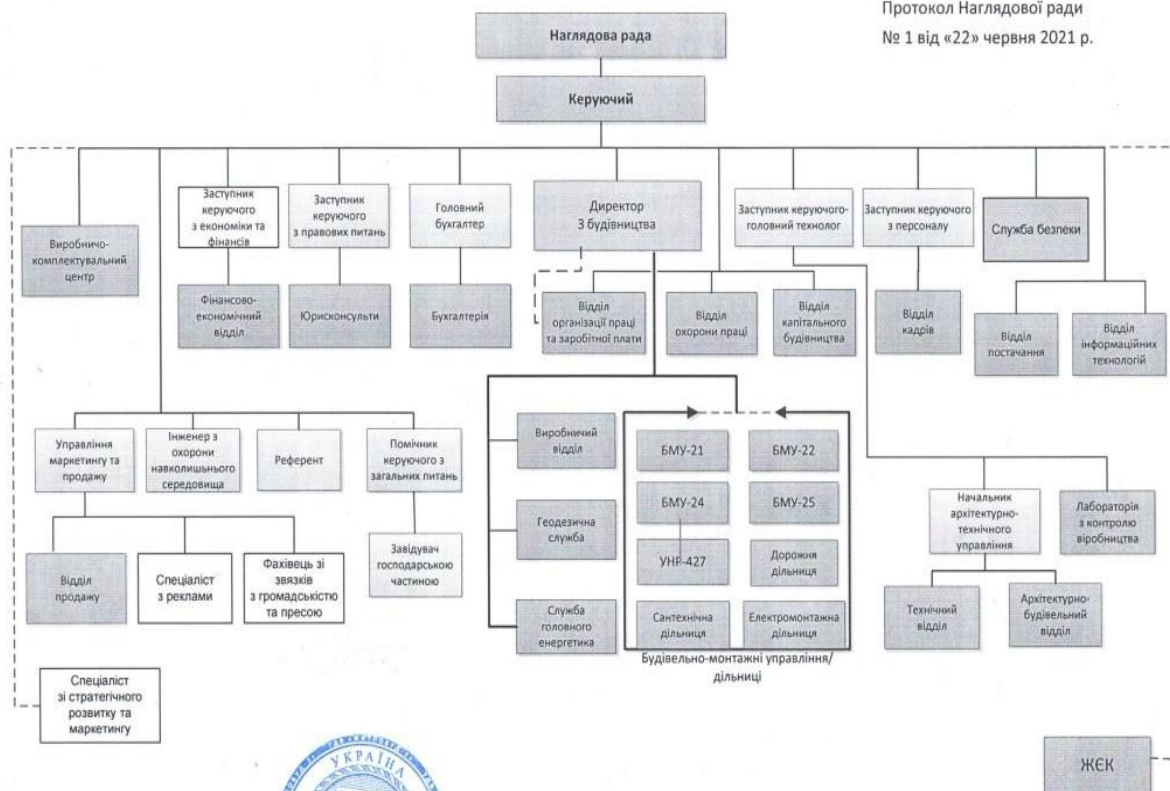 Протокол Наглядової ради
№ 1 від «22» червня 2021 р.
Наглядова рада
Керуючий
Виробничо-
комплектувальний
центр
Заступник
керуючого
з економіки та
фінансів
Заступник
керуючого
з правових питань
Головний
бухгалтер
Директор
З будівництва
Заступник керуючого-
головний технолог
Заступник керуючого
з персоналу
Служба безпеки
Фінансово-
економічний
відділ
Юрисконсульти
Бухгалтерія
Відділ
організації праці
та заробітної плати
Відділ
охорони праці
Відділ
капітального
будівництва
Відділ
кадрів
Відділ
постачання
Відділ
інформаційних
технологій
Управління
маркетингу та
продажу
Інженер з
охорони
навколишнього
середовища
Референт
Помічник
керуючого з
загальних питань
Виробничий
відділ
БМУ-21
БМУ-22
БМУ-24
БМУ-25
Начальник
архітектурно-
технічного
управління
Лабораторія
з контролю
віробництва
Відділ
продажу
Спеціаліст
з реклами
Фахівець зі
звязків
з громадськістю
та пресою
Завідувач
господарською
частиною
Геодезична
служба
УНР-427
Дорожня
дільниця
Служба
головного
енергетика
Сантехнічна
дільниця
Електромонтажна
дільниця
Технічний
відділ
Архітектурно-
будівельний
відділ
Будівельно-монтажні управління/
дільниці
Спеціаліст
зі стратегічного
розвитку та
маркетингу
УКРАЇНА
ЖЄК